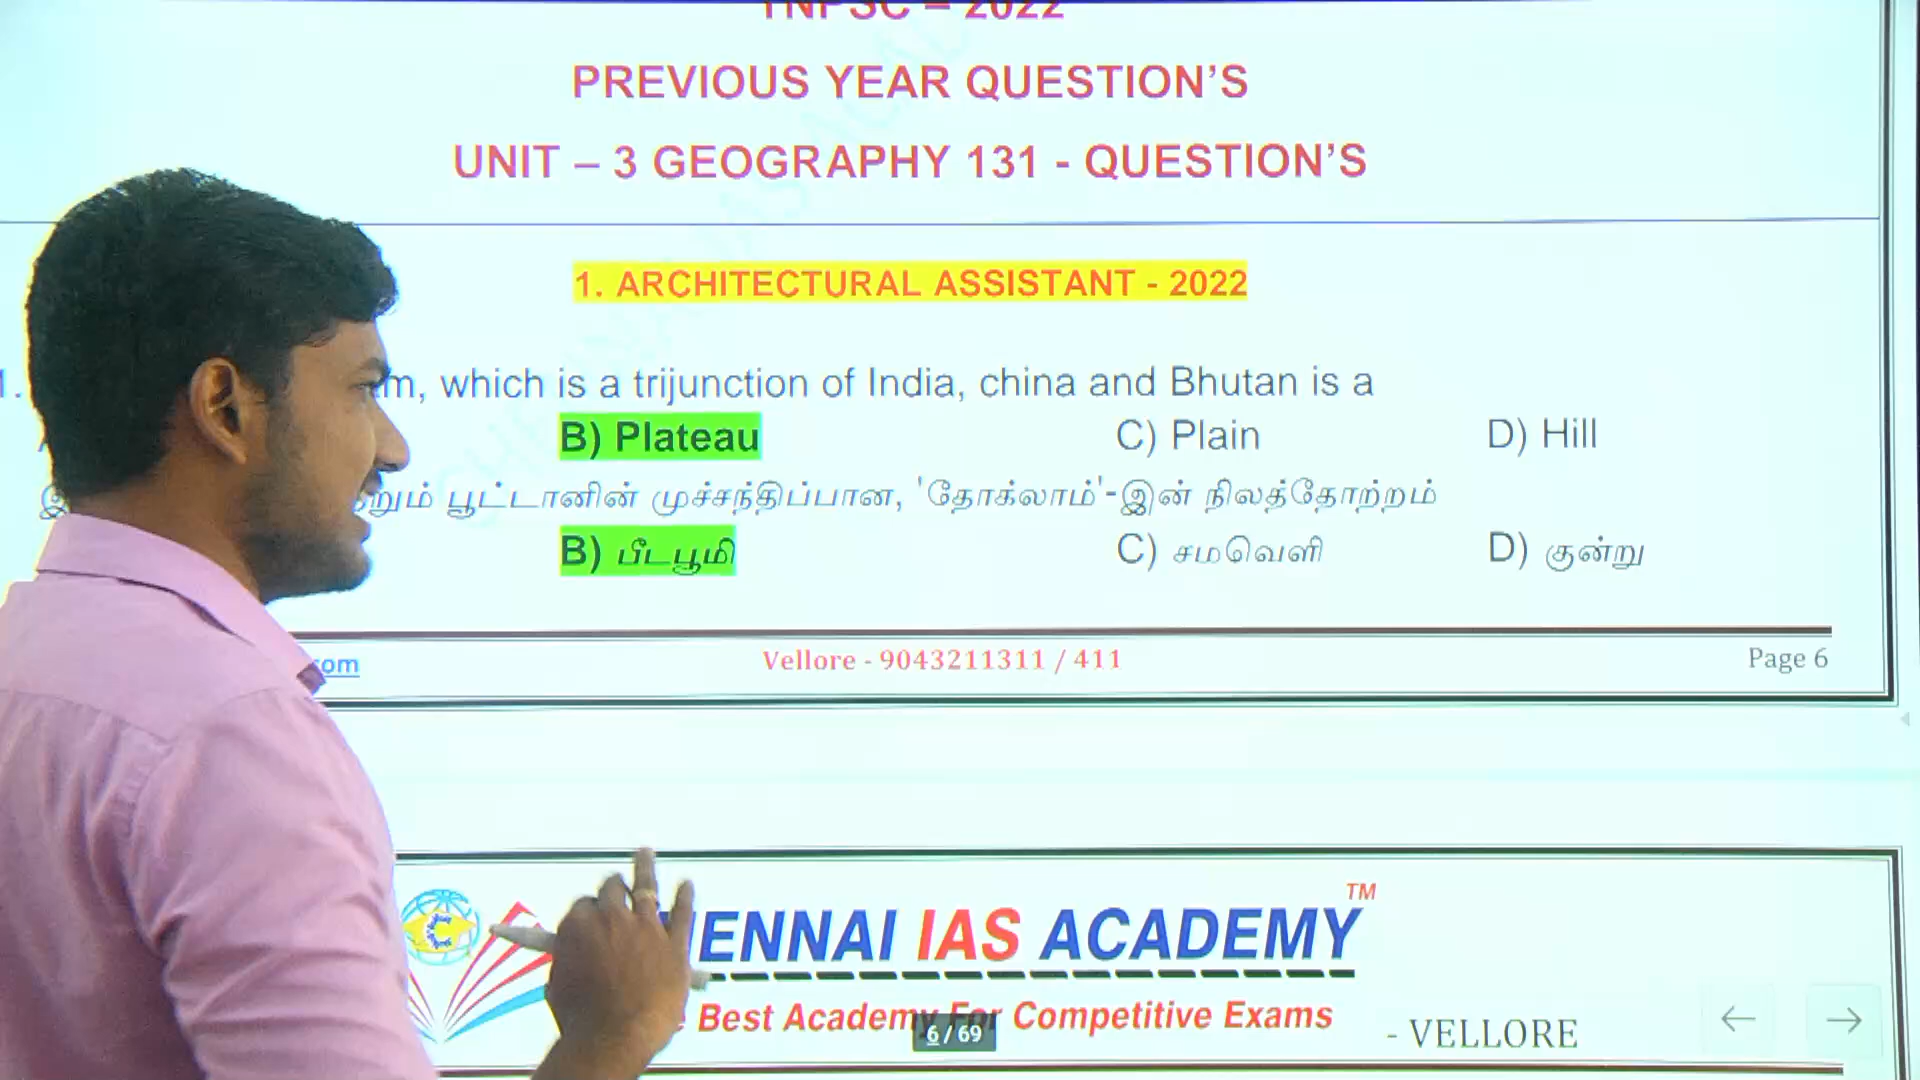 TNPSC – 2022
PREVIOUS YEAR QUESTION’S
UNIT – 3 GEOGRAPHY 131 - QUESTION’S
1. ARCHITECTURAL ASSISTANT - 2022
1. m, which is a trijunction of India, china and Bhutan is a
B) Plateau C) Plain D) Hill
பூட்டானின் முச்சந்திப்பான, 'தோக்லாம்'-இன் நிலத்தோற்றம்
B) பீடபூமி C) சமவெளி D) குன்று
com Vellore - 9043211311 / 411 Page 6
ENNAI IAS ACADEMY TM
Best Academy For Competitive Exams
- VELLORE
6 / 69